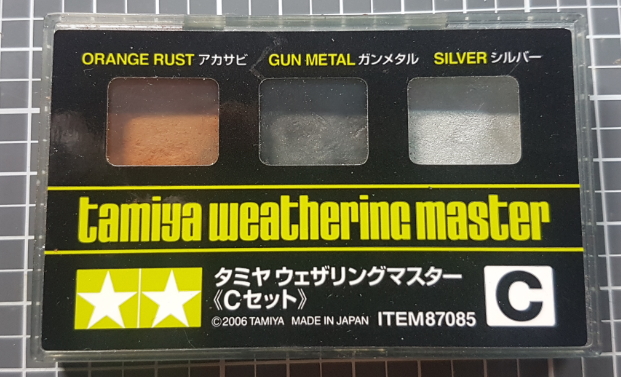 ORANGE RUST アカサビ GUN METAL ガンメタル SILVER シルバー
tamiya weathering master
タミヤ ウェザリングマスター
《Cセット》
©2006 TAMIYA MADE IN JAPAN ITEM87085
C